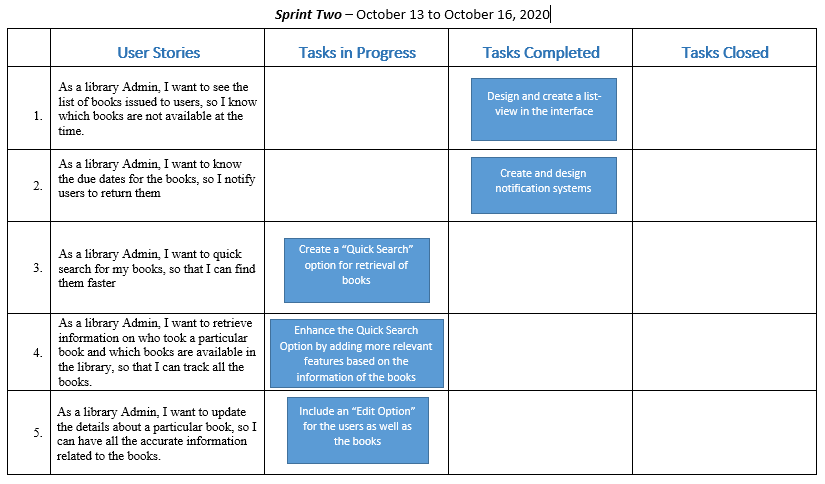 Sprint Two – October 13 to October 16, 2020
User Stories
Tasks in Progress
Tasks Completed
Tasks Closed
1.
As a library Admin, I want to see the
list of books issued to users, so I know
which books are not available at the
time.
Design and create a list-
view in the interface
2.
As a library Admin, I want to know
the due dates for the books, so I notify
users to return them
Create and design
notification systems
3.
As a library Admin, I want to quick
search for my books, so that I can find
them faster
Create a “Quick Search”
option for retrieval of
books
4.
As a library Admin, I want to retrieve
information on who took a particular
book and which books are available in
the library, so that I can track all the
books.
Enhance the Quick Search
Option by adding more relevant
features based on the
information of the books
5.
As a library Admin, I want to update
the details about a particular book, so I
can have all the accurate information
related to the books.
Include an “Edit Option”
for the users as well as
the books